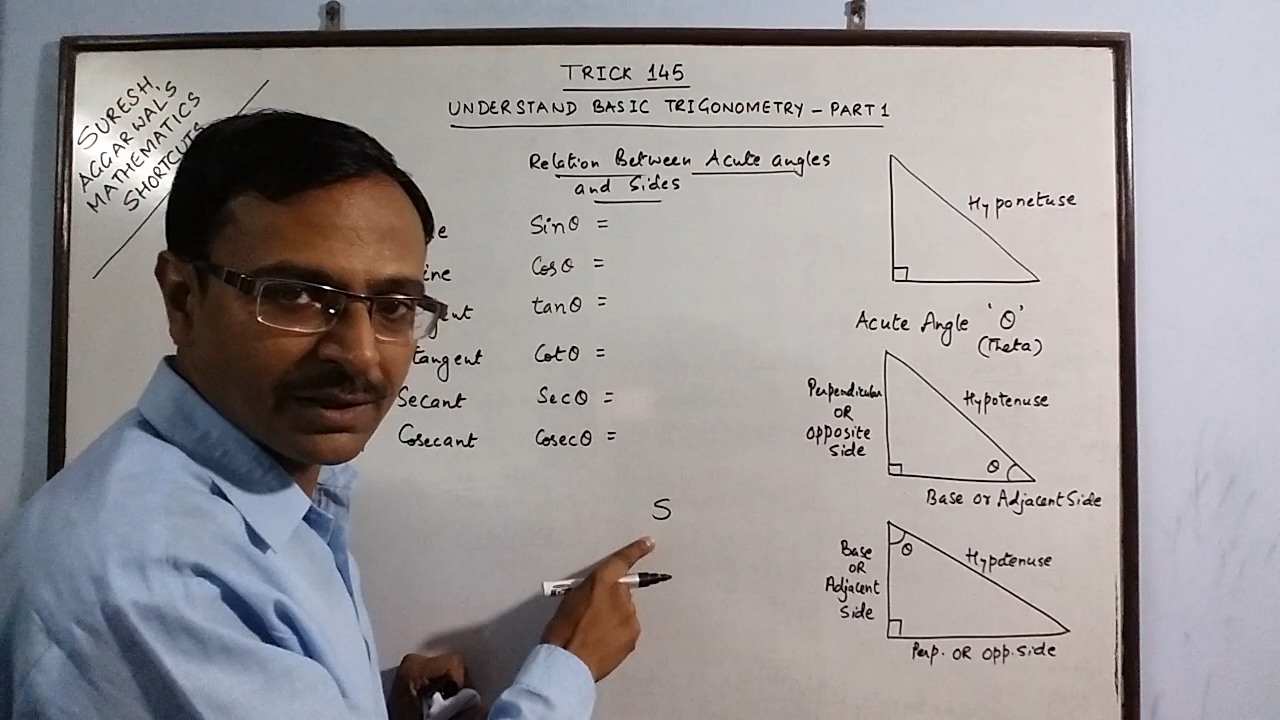 SURESH
AGGARWAL'S
MATHEMATICS
SHORTCUTS
TRICK 145
UNDERSTAND BASIC TRIGONOMETRY – PART 1
Relation Between Acute angles
and Sides
e Sinθ =
ine Cosθ =
gent tanθ =
tangent Cotθ =
Secant Secθ =
Cosecant Cosecθ =
S
Hyponetuse
Acute Angle 'θ'
(Theta)
Perpendicular
OR
opposite
Side
Hypotenuse
θ
Base or Adjacent Side
Base
OR
Adjacent
Side
θ
Hypotenuse
Perp. OR opp. side